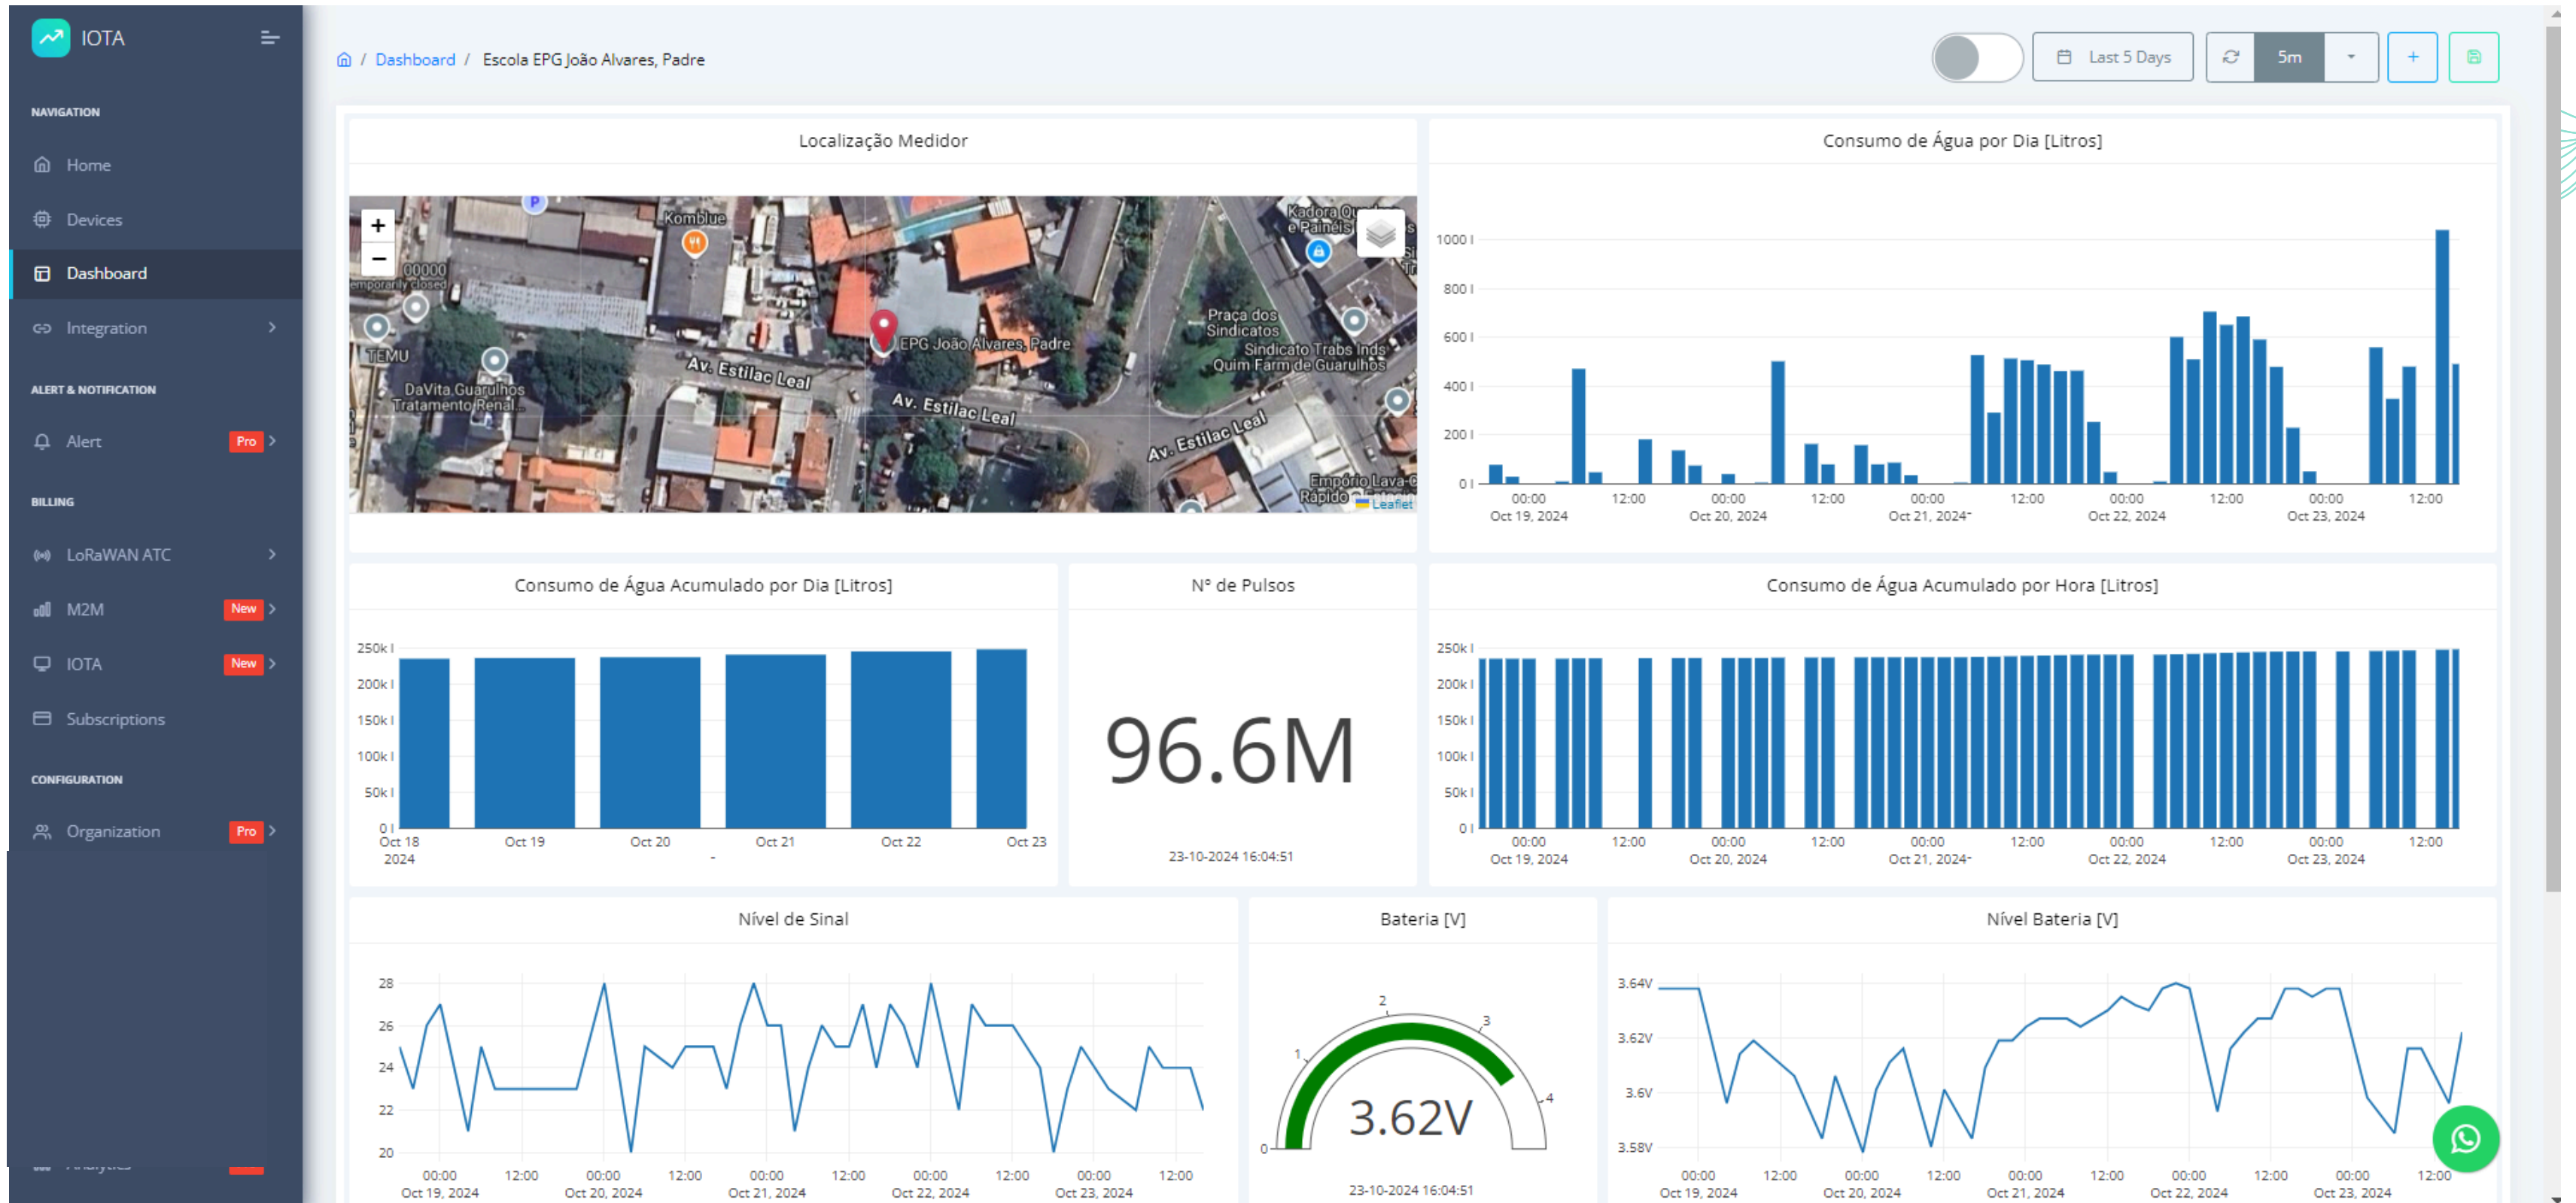 IOTA
NAVIGATION
Home
Devices
Dashboard
Integration
ALERT & NOTIFICATION
Alert Pro
BILLING
LoRaWAN ATC
M2M New
IOTA New
Subscriptions
CONFIGURATION
Organization Pro
/ Dashboard / Escola EPG João Alvares, Padre
Last 5 Days
5m
+
Localização Medidor
+
−
P
Komblue
00000
emporarily closed
TEMU
DaVita Guarulhos
Tratamento Renal...
Av. Estilac Leal
EPG João Alvares, Padre
Av. Estilac Leal
Av. Estilac Leal
Kadora
e Painéis
Praça dos
Sindicatos
Sindicato Trabs Inds
Quim Farm de Guarulhos
Empório Lava-
Rápido
Leaflet
Consumo de Água por Dia [Litros]
1000 l
800 l
600 l
400 l
200 l
0 l
00:00 12:00 00:00 12:00 00:00 12:00 00:00 12:00 00:00 12:00
Oct 19, 2024 Oct 20, 2024 Oct 21, 2024 - Oct 22, 2024 Oct 23, 2024
Consumo de Água Acumulado por Dia [Litros]
250k l
200k l
150k l
100k l
50k l
0 l
Oct 18 Oct 19 Oct 20 Oct 21 Oct 22 Oct 23
2024 -
Nº de Pulsos
96.6M
23-10-2024 16:04:51
Consumo de Água Acumulado por Hora [Litros]
250k l
200k l
150k l
100k l
50k l
0 l
00:00 12:00 00:00 12:00 00:00 12:00 00:00 12:00 00:00 12:00
Oct 19, 2024 Oct 20, 2024 Oct 21, 2024 - Oct 22, 2024 Oct 23, 2024
Nível de Sinal
28
26
24
22
20
00:00 12:00 00:00 12:00 00:00 12:00 00:00 12:00 00:00 12:00
Oct 19, 2024 Oct 20, 2024 Oct 21, 2024 Oct 22, 2024 Oct 23, 2024
Bateria [V]
0
1
2
3
4
3.62V
23-10-2024 16:04:51
Nível Bateria [V]
3.64V
3.62V
3.6V
3.58V
00:00 12:00 00:00 12:00 00:00 12:00 00:00 12:00 00:00 12:00
Oct 19, 2024 Oct 20, 2024 Oct 21, 2024 Oct 22, 2024 Oct 23, 2024